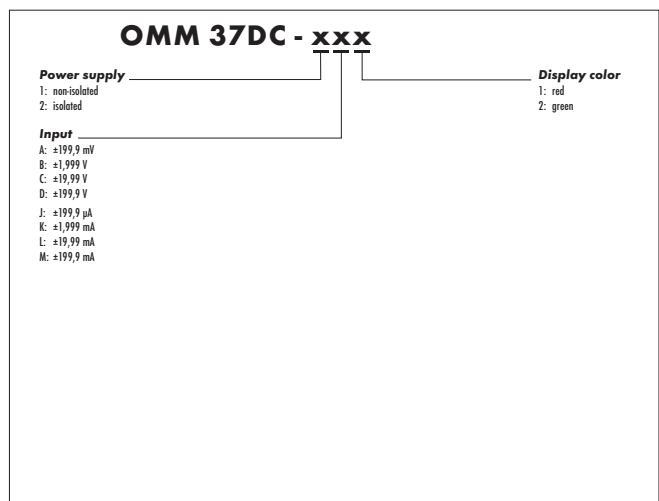 OMM 37DC - xxx
Power supply
1: non-isolated
2: isolated
Input
A: ±199,9 mV
B: ±1,999 V
C: ±19,99 V
D: ±199,9 V
J: ±199,9 µA
K: ±1,999 mA
L: ±19,99 mA
M: ±199,9 mA
Display color
1: red
2: green